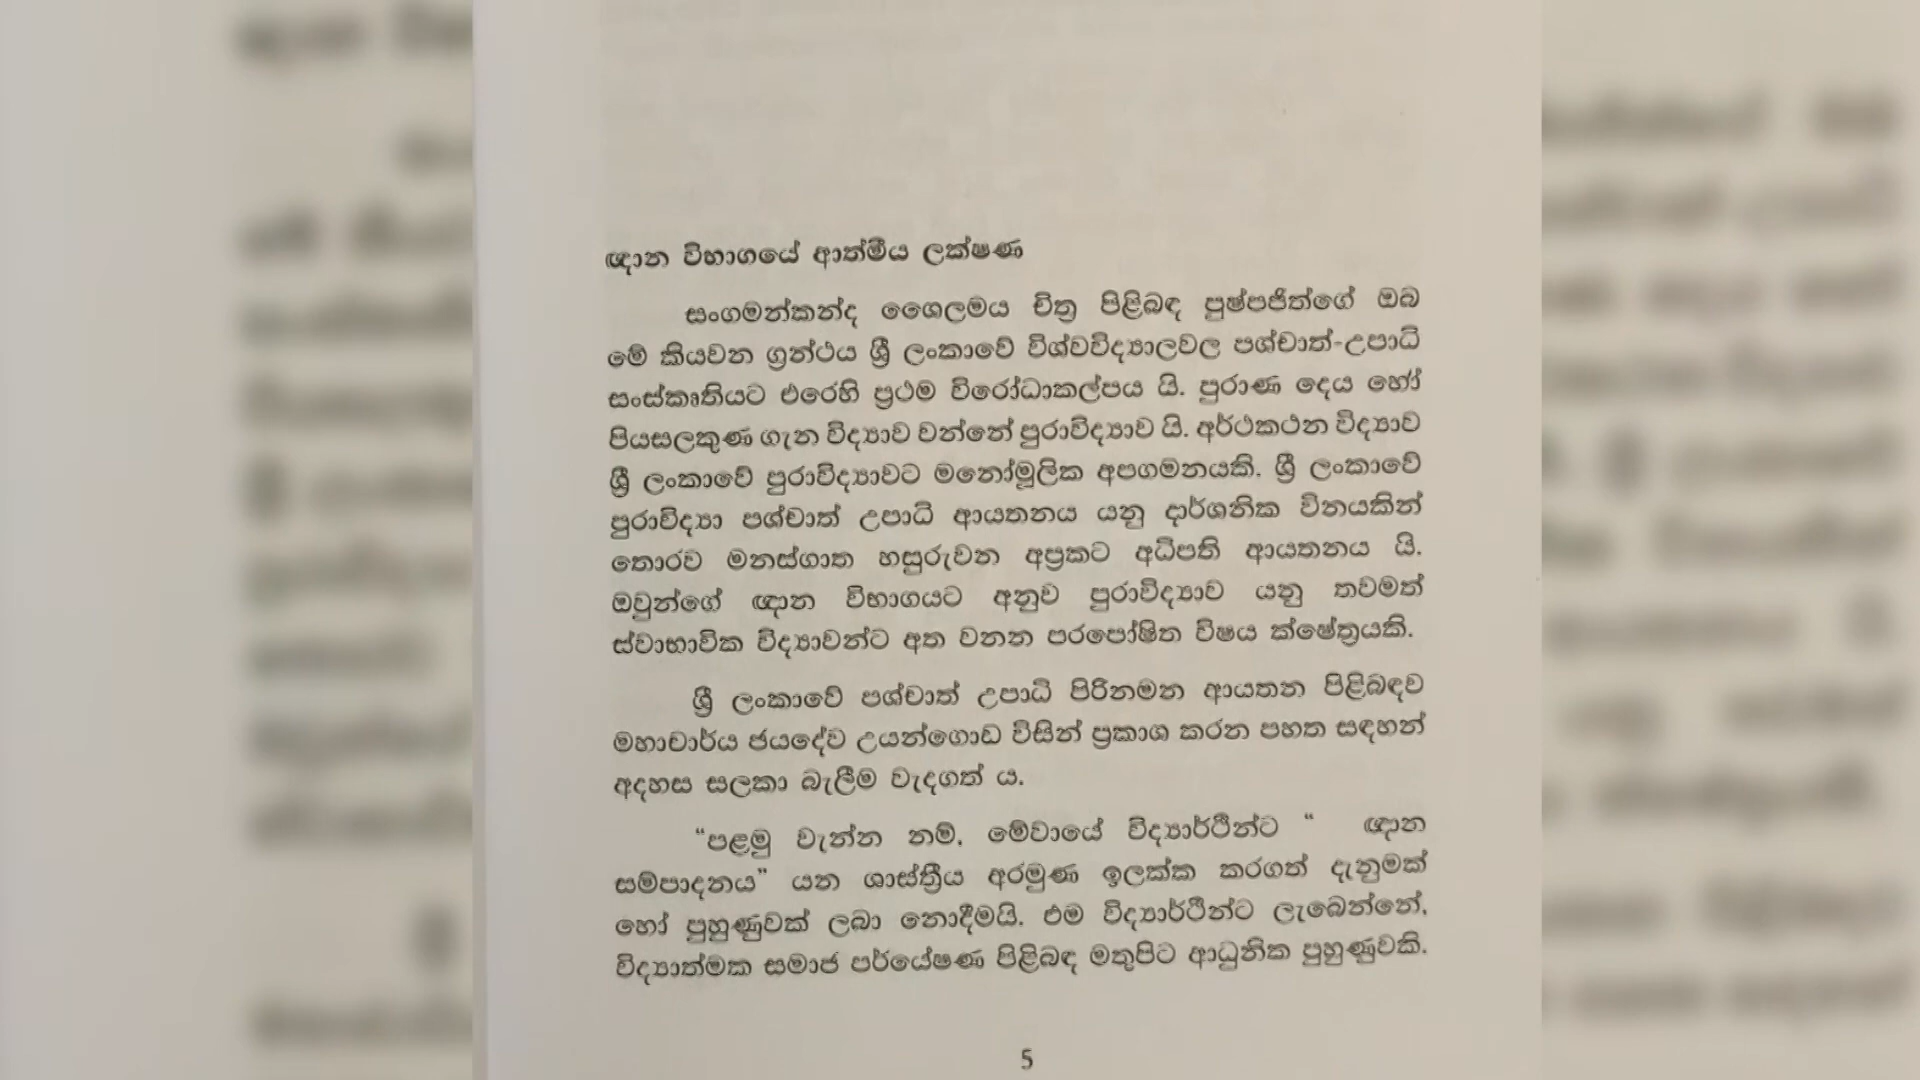 ඥාන විභාගයේ ආත්මීය ලක්ෂණ
සංගමන්කන්ද ශෛලමය චිත්‍ර පිළිබඳ පුෂ්පජිත්ගේ ඔබ
මේ කියවන ග්‍රන්ථය ශ්‍රී ලංකාවේ විශ්වවිද්‍යාලවල පශ්චාත්-උපාධි
සංස්කෘතියට එරෙහි ප්‍රථම විරෝධාකල්පය යි. පුරාණ දෙය හෝ
පියසලකුණ ගැන විද්‍යාව වන්නේ පුරාවිද්‍යාව යි. අර්ථකථන විද්‍යාව
ශ්‍රී ලංකාවේ පුරාවිද්‍යාවට මනෝමූලික අපගමනයකි. ශ්‍රී ලංකාවේ
පුරාවිද්‍යා පශ්චාත් උපාධි ආයතනය යනු දාර්ශනික විනයකින්
තොරව මනස්ගාත හසුරුවන අප්‍රකට අධිපති ආයතනය යි.
ඔවුන්ගේ ඥාන විභාගයට අනුව පුරාවිද්‍යාව යනු තවමත්
ස්වාභාවික විද්‍යාවන්ට අත වනන පරපෝෂිත විෂය ක්ෂේත්‍රයකි.
ශ්‍රී ලංකාවේ පශ්චාත් උපාධි පිරිනමන ආයතන පිළිබඳව
මහාචාර්ය ජයදේව උයන්ගොඩ විසින් ප්‍රකාශ කරන පහත සඳහන්
අදහස සලකා බැලීම වැදගත් ය.
“පළමු වැන්න නම්, මේවායේ විද්‍යාර්ථීන්ට “ ඥාන
සම්පාදනය” යන ශාස්ත්‍රීය අරමුණ ඉලක්ක කරගත් දැනුමක්
හෝ පුහුණුවක් ලබා නොදීමයි. එම විද්‍යාර්ථීන්ට ලැබෙන්නේ,
විද්‍යාත්මක සමාජ පර්යේෂණ පිළිබඳ මතුපිට ආධුනික පුහුණුවකි.
5